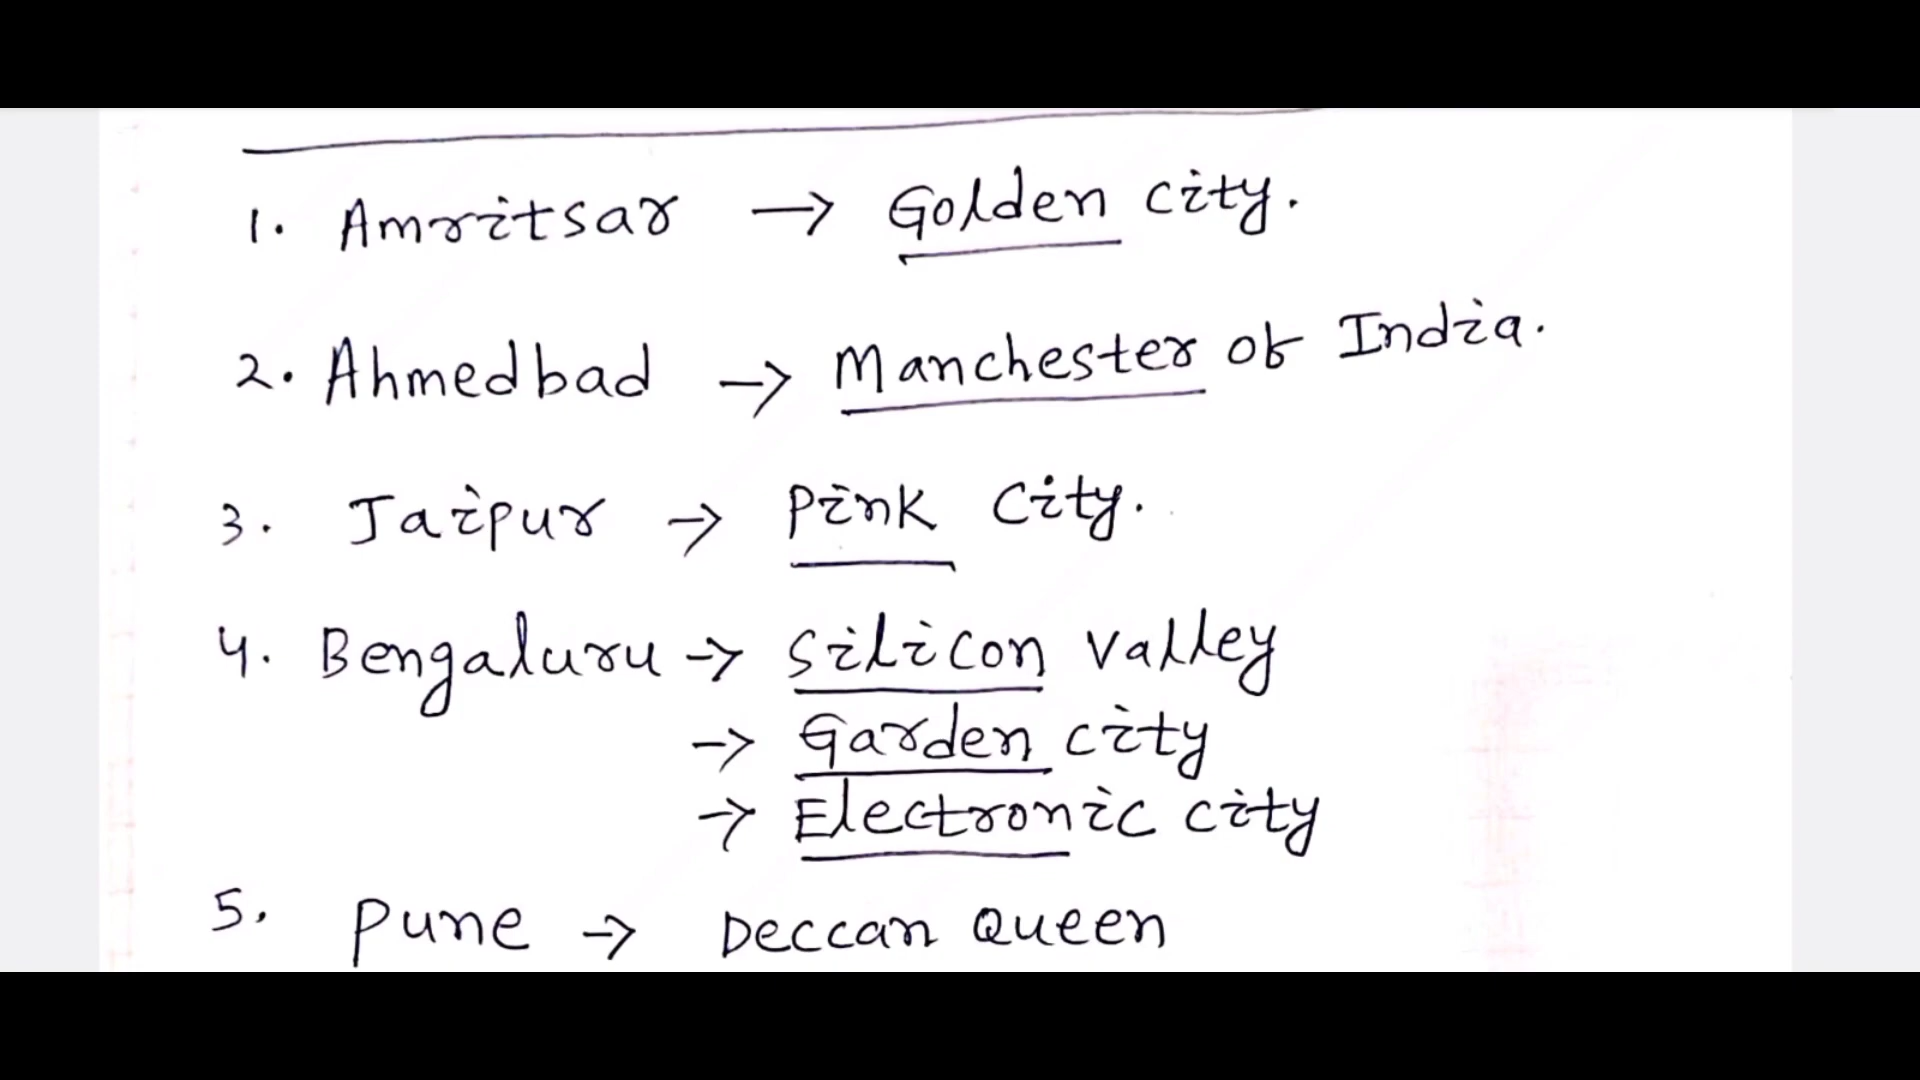 1. Amritsar → Golden city.
2. Ahmedbad → Manchester of India.
3. Jaipur → Pink City.
4. Bengaluru → Silicon valley
→ Garden city
→ Electronic city
5. Pune → Deccan Queen